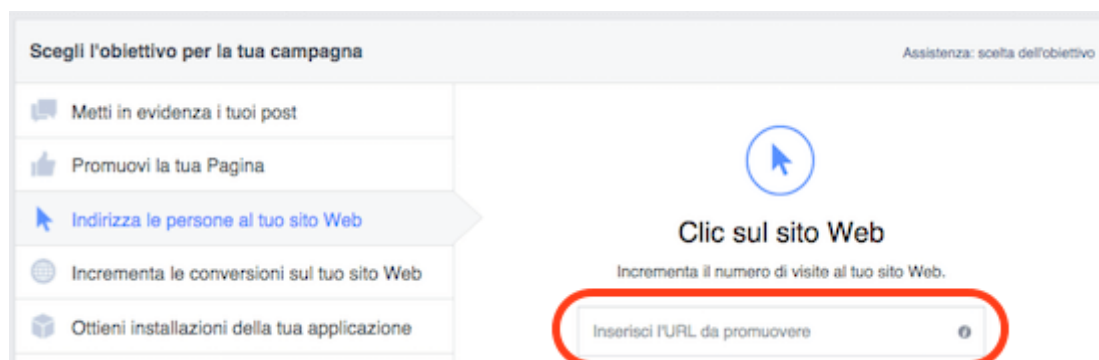 Scegli l'obiettivo per la tua campagna
Assistenza: scelta dell'obiettivo
Metti in evidenza i tuoi post
Promuovi la tua Pagina
Indirizza le persone al tuo sito Web
Incrementa le conversioni sul tuo sito Web
Ottieni installazioni della tua applicazione
Clic sul sito Web
Incrementa il numero di visite al tuo sito Web.
Inserisci l'URL da promuovere